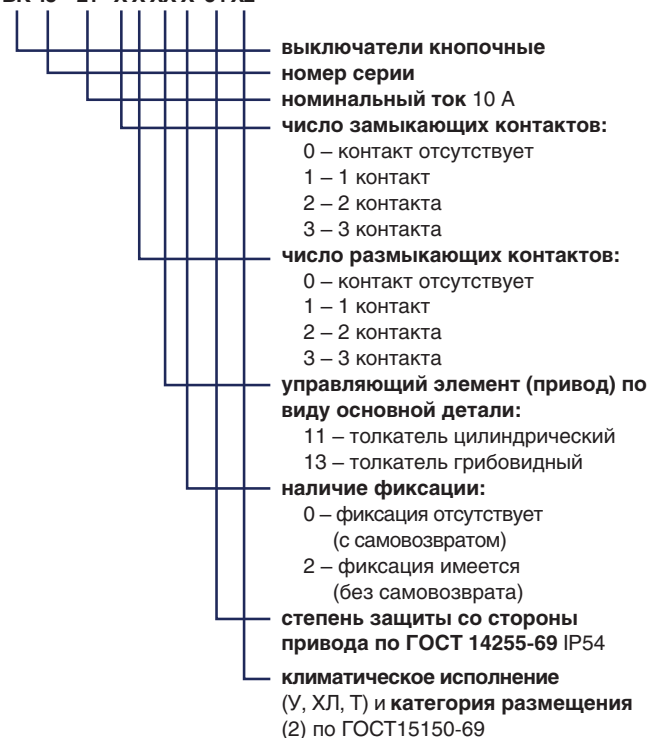 выключатели кнопочные
номер серии
номинальный ток 10 А
число замыкающих контактов:
0 – контакт отсутствует
1 – 1 контакт
2 – 2 контакта
3 – 3 контакта
число размыкающих контактов:
0 – контакт отсутствует
1 – 1 контакт
2 – 2 контакта
3 – 3 контакта
управляющий элемент (привод) по
виду основной детали:
11 – толкатель цилиндрический
13 – толкатель грибовидный
наличие фиксации:
0 – фиксация отсутствует
(с самовозвратом)
2 – фиксация имеется
(без самовозврата)
степень защиты со стороны
привода по ГОСТ 14255-69 IP54
климатическое исполнение
(У, ХЛ, Т) и категория размещения
(2) по ГОСТ15150-69